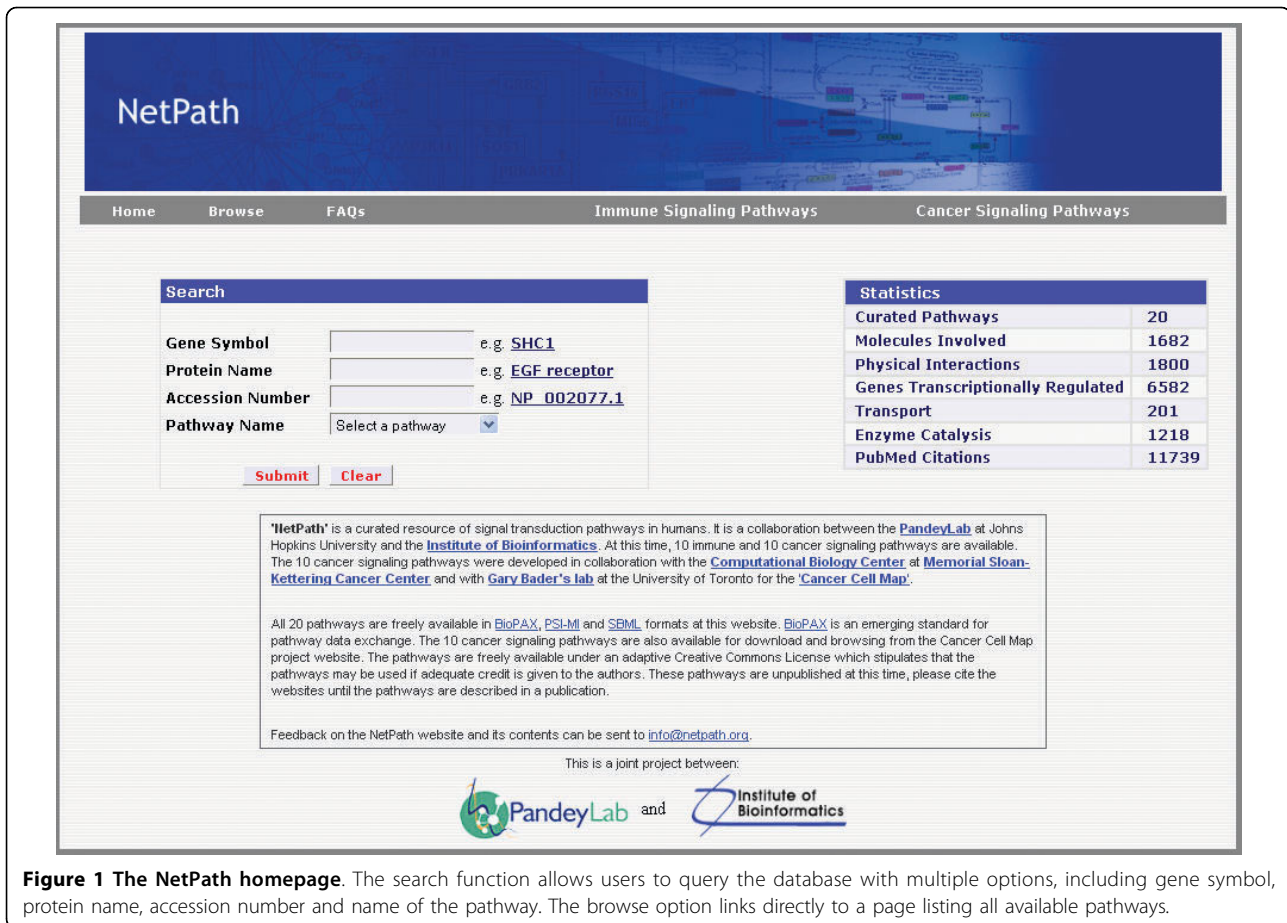 NetPath
Home Browse FAQs Immune Signaling Pathways Cancer Signaling Pathways
Search
Gene Symbol e.g. SHC1
Protein Name e.g. EGF receptor
Accession Number e.g. NP_002077.1
Pathway Name Select a pathway
Submit Clear
Statistics
Curated Pathways 20
Molecules Involved 1682
Physical Interactions 1800
Genes Transcriptionally Regulated 6582
Transport 201
Enzyme Catalysis 1218
PubMed Citations 11739
'NetPath' is a curated resource of signal transduction pathways in humans. It is a collaboration between the PandeyLab at Johns
Hopkins University and the Institute of Bioinformatics. At this time, 10 immune and 10 cancer signaling pathways are available.
The 10 cancer signaling pathways were developed in collaboration with the Computational Biology Center at Memorial Sloan-
Kettering Cancer Center and with Gary Bader's lab at the University of Toronto for the 'Cancer Cell Map'.
All 20 pathways are freely available in BioPAX, PSI-MI and SBML formats at this website. BioPAX is an emerging standard for
pathway data exchange. The 10 cancer signaling pathways are also available for download and browsing from the Cancer Cell Map
project website. The pathways are freely available under an adaptive Creative Commons License which stipulates that the
pathways may be used if adequate credit is given to the authors. These pathways are unpublished at this time, please cite the
websites until the pathways are described in a publication.
Feedback on the NetPath website and its contents can be sent to info@netpath.org.
This is a joint project between:
PandeyLab and Institute of
Bioinformatics
Figure 1 The NetPath homepage. The search function allows users to query the database with multiple options, including gene symbol,
protein name, accession number and name of the pathway. The browse option links directly to a page listing all available pathways.